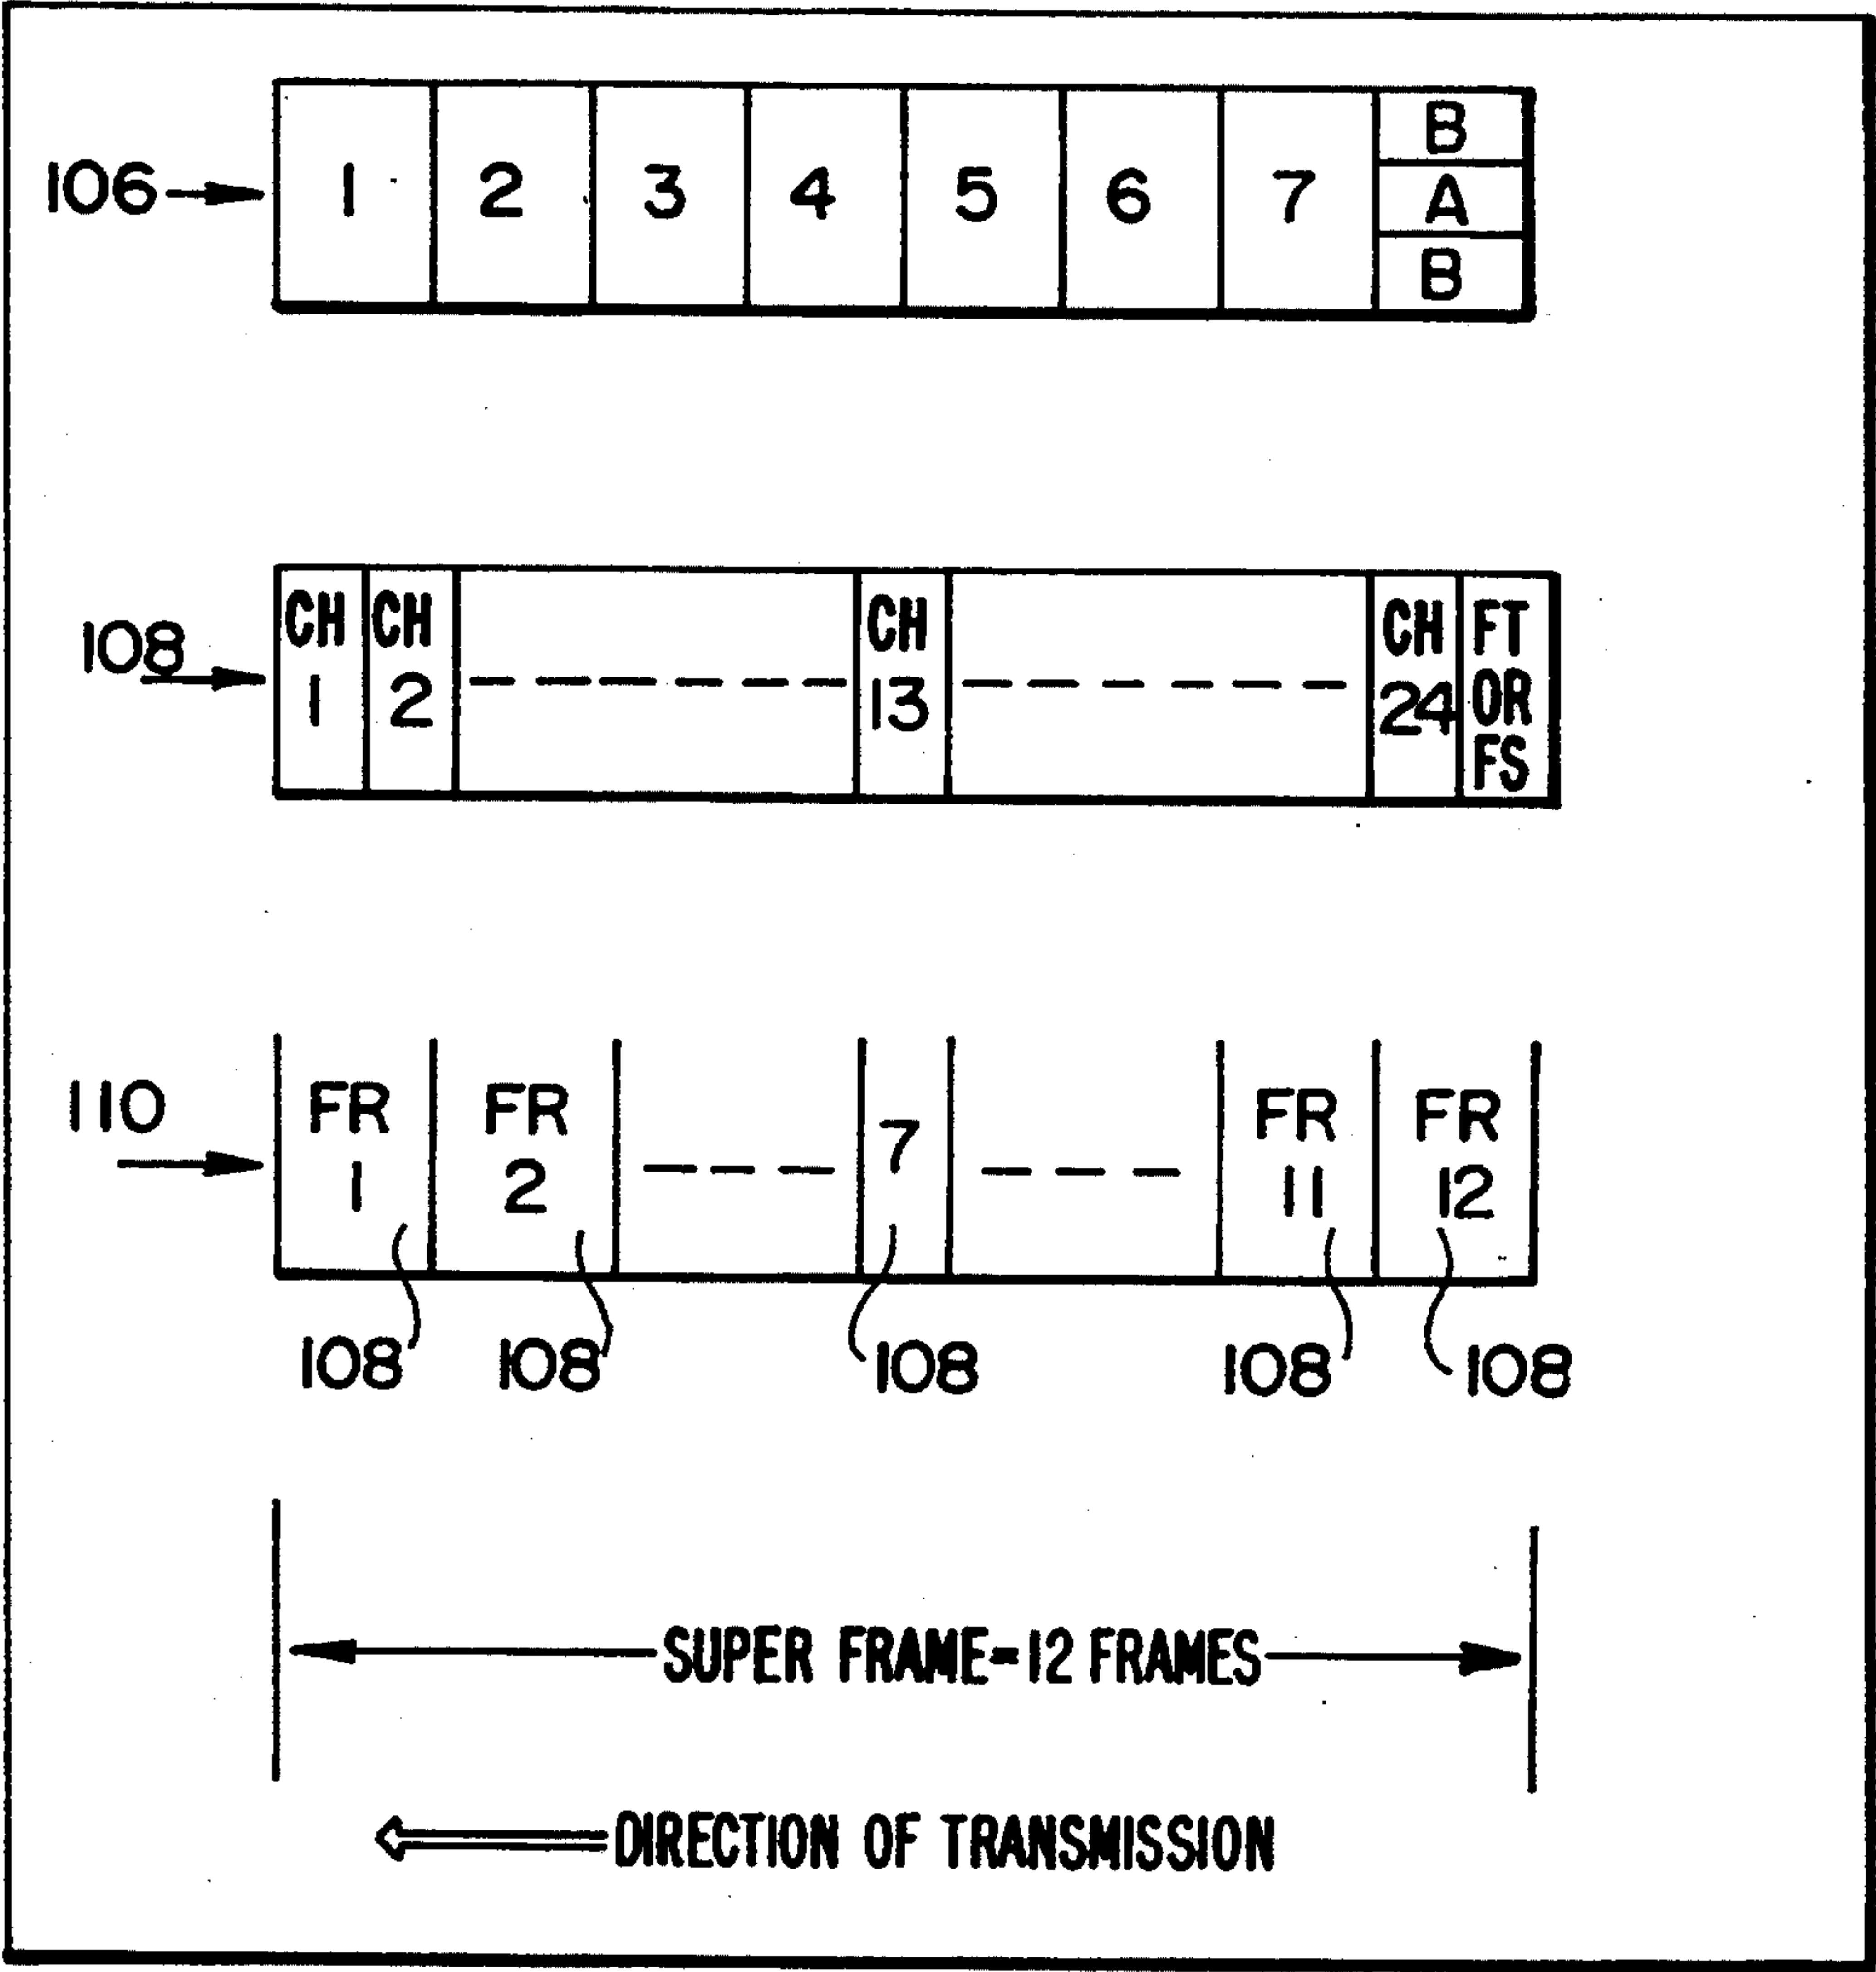 106 1 2 3 4 5 6 7 B
A
B
108 CH 1 CH 2 CH 13 CH 24 FT OR FS
110 FR 1 FR 2 7 FR 11 FR 12
108 108 108 108 108
SUPER FRAME=12 FRAMES
DIRECTION OF TRANSMISSION